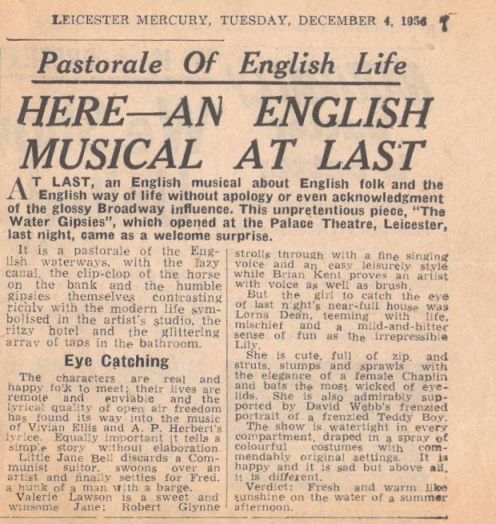 LEICESTER MERCURY, TUESDAY, DECEMBER 4, 1956
Pastorale Of English Life
HERE—AN ENGLISH
MUSICAL AT LAST
AT LAST, an English musical about English folk and the
English way of life without apology or even acknowledgment
of the glossy Broadway influence. This unpretentious piece, "The
Water Gipsies", which opened at the Palace Theatre, Leicester,
last night, came as a welcome surprise.
It is a pastorale of the Eng-
lish waterways, with the lazy
canal, the clip-clop of the horse
on the bank and the humble
gipsies themselves contrasting
richly with the modern life sym-
bolised in the artist's studio, the
ritzy hotel and the glittering
array of taps in the bathroom.
Eye Catching
The characters are real and
happy folk to meet; their lives are
remote and enviable and the
lyrical quality of open air freedom
has found its way into the music
of Vivian Ellis and A. P. Herbert's
lyrics. Equally important it tells a
simple story without elaboration.
Little Jane Bell discards a Com-
munist suitor, swoons over an
artist and finally settles for Fred.
a hunk of a man with a barge.
Valerie Lawson is a sweet and
winsome Jane; Robert Glynne
strolls through with a fine singing
voice and an easy leisurely style
while Brian Kent proves an artist
with voice as well as brush.
But the girl to catch the eye
of last night's near-full house was
Lorna Dean, teeming with life,
mischief and a mild-and-bitter
sense of fun as the irrepressible
Lily.
She is cute, full of zip, and
struts, stumps and sprawls with
the elegance of a female Chaplin
and bats the most wicked of eye-
lids. She is also admirably sup-
ported by David Webb's frenzied
portrait of a frenzied Teddy Boy.
The show is watertight in every
compartment, draped in a spray of
colourful costumes with com-
mendably original settings. It is
happy and it is sad but above all,
it is different.
Verdict: Fresh and warm like
sunshine on the water of a summer
afternoon.